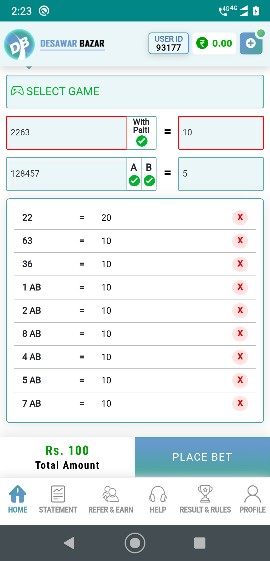 2:23
4G
DB DESAWAR BAZAR
USER ID
93177
₹ 0.00
SELECT GAME
2263 With Palti = 10
128457 A B = 5
22 = 20 X
63 = 10 X
36 = 10 X
1 AB = 10 X
2 AB = 10 X
8 AB = 10 X
4 AB = 10 X
5 AB = 10 X
7 AB = 10 X
Rs. 100
Total Amount
PLACE BET
HOME STATEMENT REFER & EARN HELP RESULT & RULES PROFILE